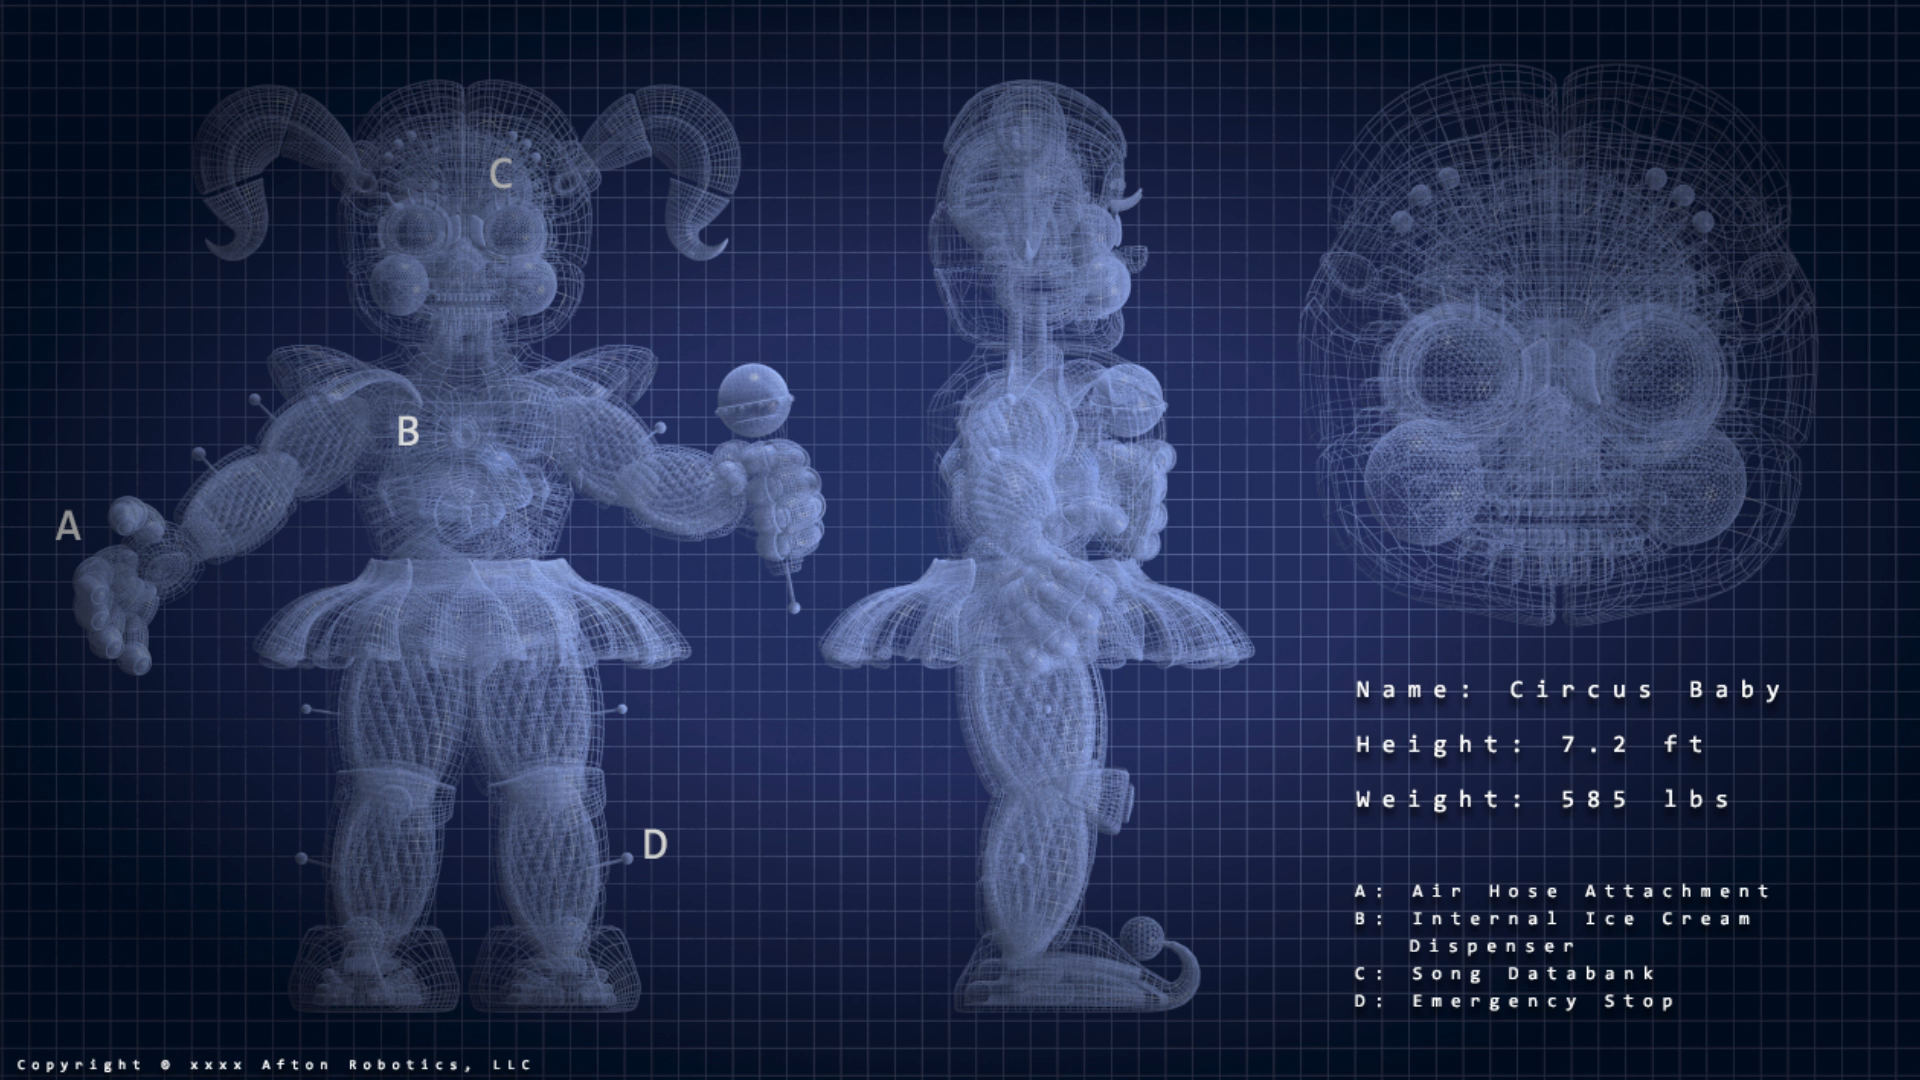 C
B
A
D
Name: Circus Baby
Height: 7.2 ft
Weight: 585 lbs
A: Air Hose Attachment
B: Internal Ice Cream
Dispenser
C: Song Databank
D: Emergency Stop
Copyright © xxxx Afton Robotics, LLC